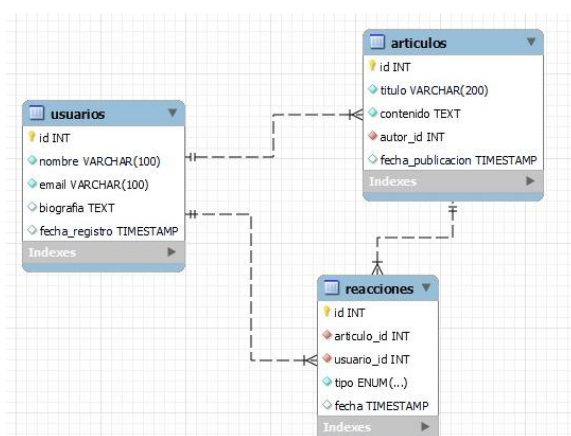 usuarios
id INT
nombre VARCHAR(100)
email VARCHAR(100)
biografia TEXT
fecha_registro TIMESTAMP
Indexes
articulos
id INT
titulo VARCHAR(200)
contenido TEXT
autor_id INT
fecha_publicacion TIMESTAMP
Indexes
reacciones
id INT
articulo_id INT
usuario_id INT
tipo ENUM(...)
fecha TIMESTAMP
Indexes